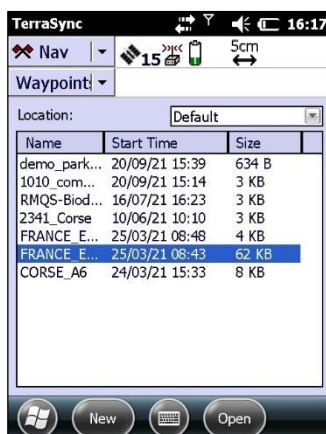 TerraSync 16:17
Nav 15 5cm
Waypoint
Location: Default
Name Start Time Size
demo_park... 20/09/21 15:39 634 B
1010_com... 20/09/21 15:14 3 KB
RMQS-Biod... 16/07/21 16:23 3 KB
2341_Corse 10/06/21 10:10 3 KB
FRANCE_E... 25/03/21 08:48 4 KB
FRANCE_E... 25/03/21 08:43 62 KB
CORSE_A6 24/03/21 15:33 8 KB
New Open